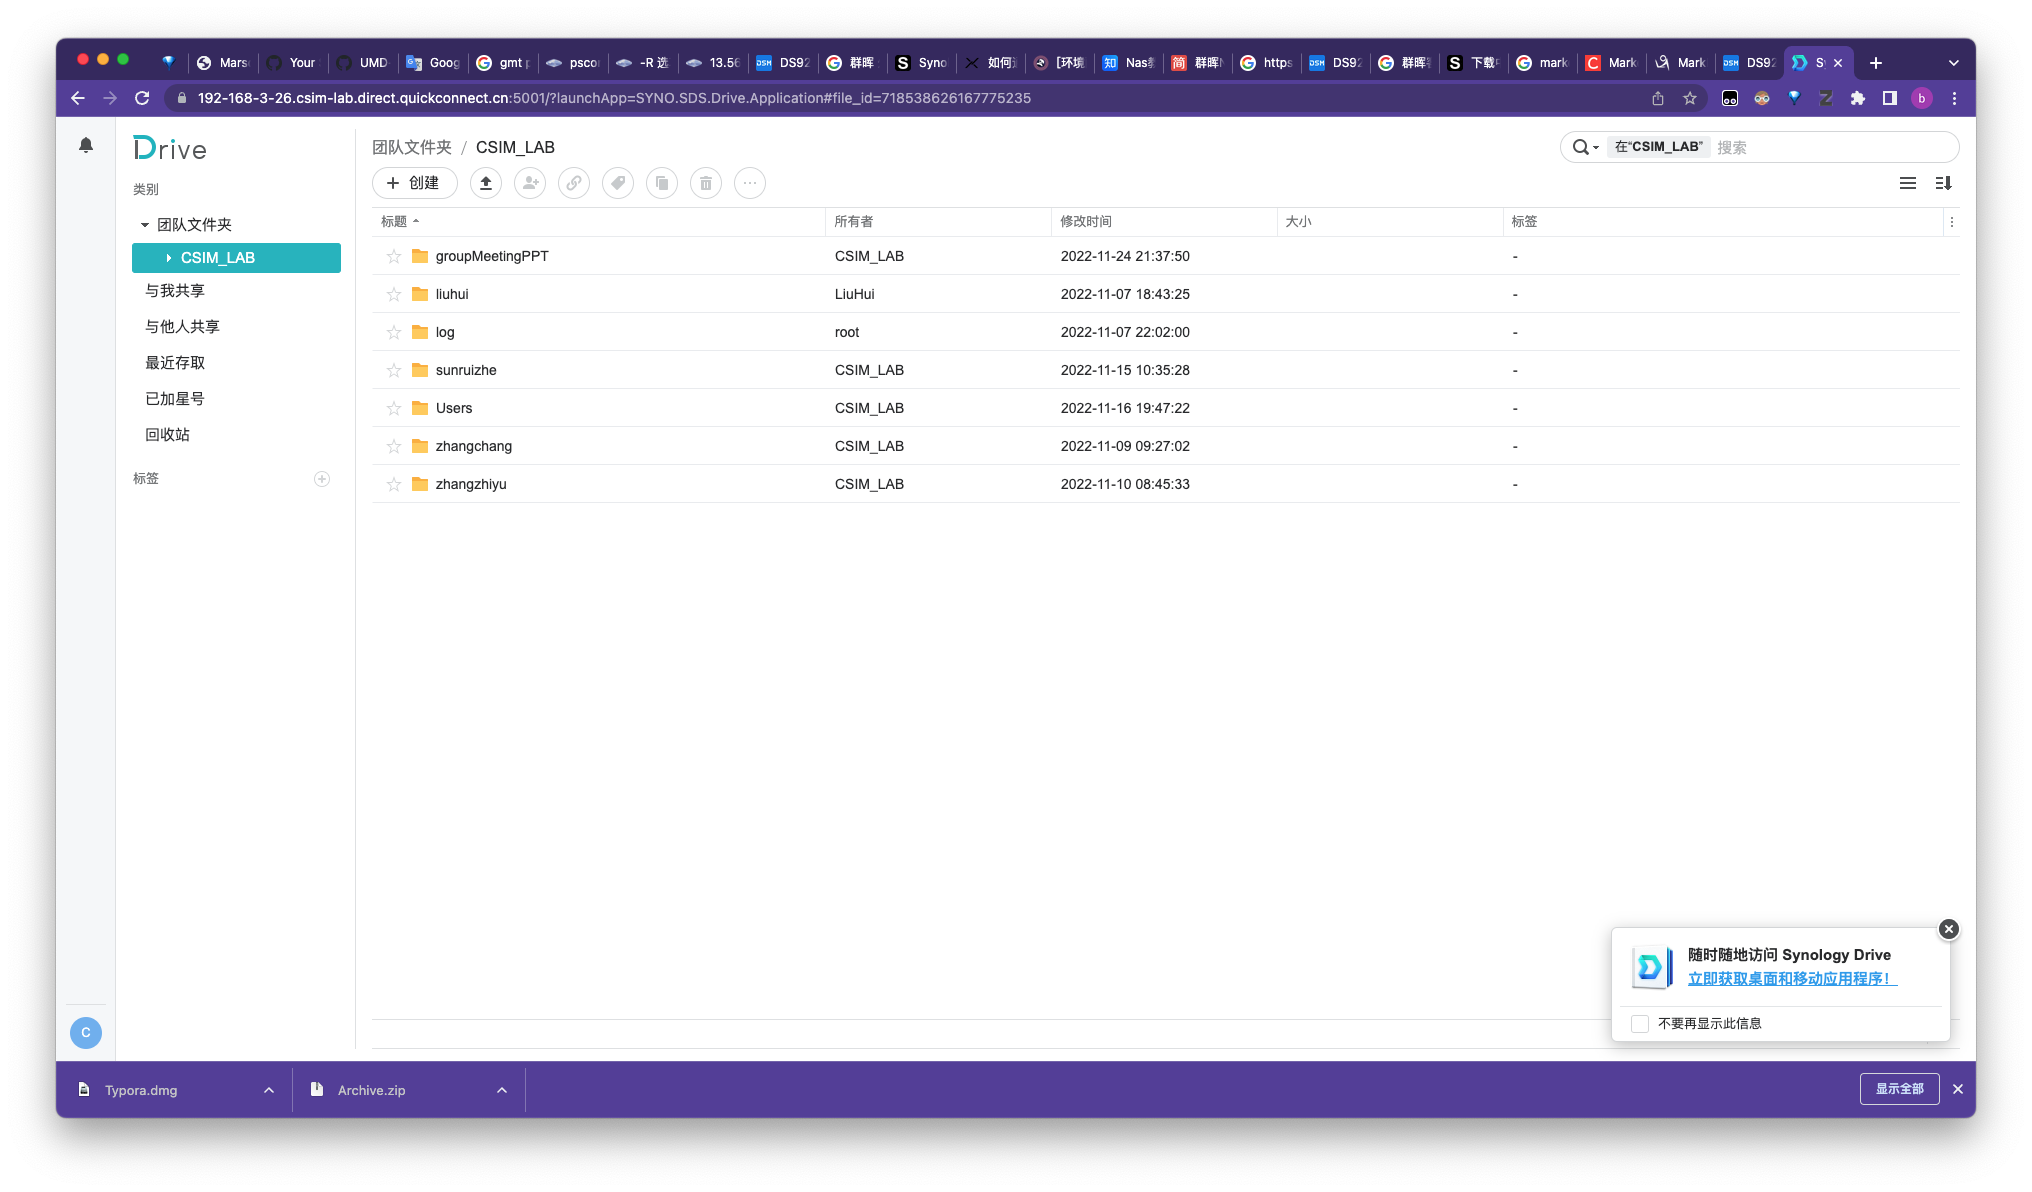 Mars
Your
UMD
Goog
gmt p
psco
-R 选
13.56
DS92
群晖
Syno
如何
[环境
Nas
群晖
https
DS92
群晖
下载
mark
Mark
Mark
DS92
S
192-168-3-26.csim-lab.direct.quickconnect.cn:5001/?launchApp=SYNO.SDS.Drive.Application#file_id=718538626167775235
b
Drive
团队文件夹 / CSIM_LAB
在"CSIM_LAB" 搜索
类别
创建
团队文件夹
CSIM_LAB
与我共享
与他人共享
最近存取
已加星号
回收站
标签
标题 所有者 修改时间 大小 标签
groupMeetingPPT CSIM_LAB 2022-11-24 21:37:50 -
liuhui LiuHui 2022-11-07 18:43:25 -
log root 2022-11-07 22:02:00 -
sunruizhe CSIM_LAB 2022-11-15 10:35:28 -
Users CSIM_LAB 2022-11-16 19:47:22 -
zhangchang CSIM_LAB 2022-11-09 09:27:02 -
zhangzhiyu CSIM_LAB 2022-11-10 08:45:33 -
随时随地访问 Synology Drive
立即获取桌面和移动应用程序！
不要再显示此信息
C
Typora.dmg
Archive.zip
显示全部